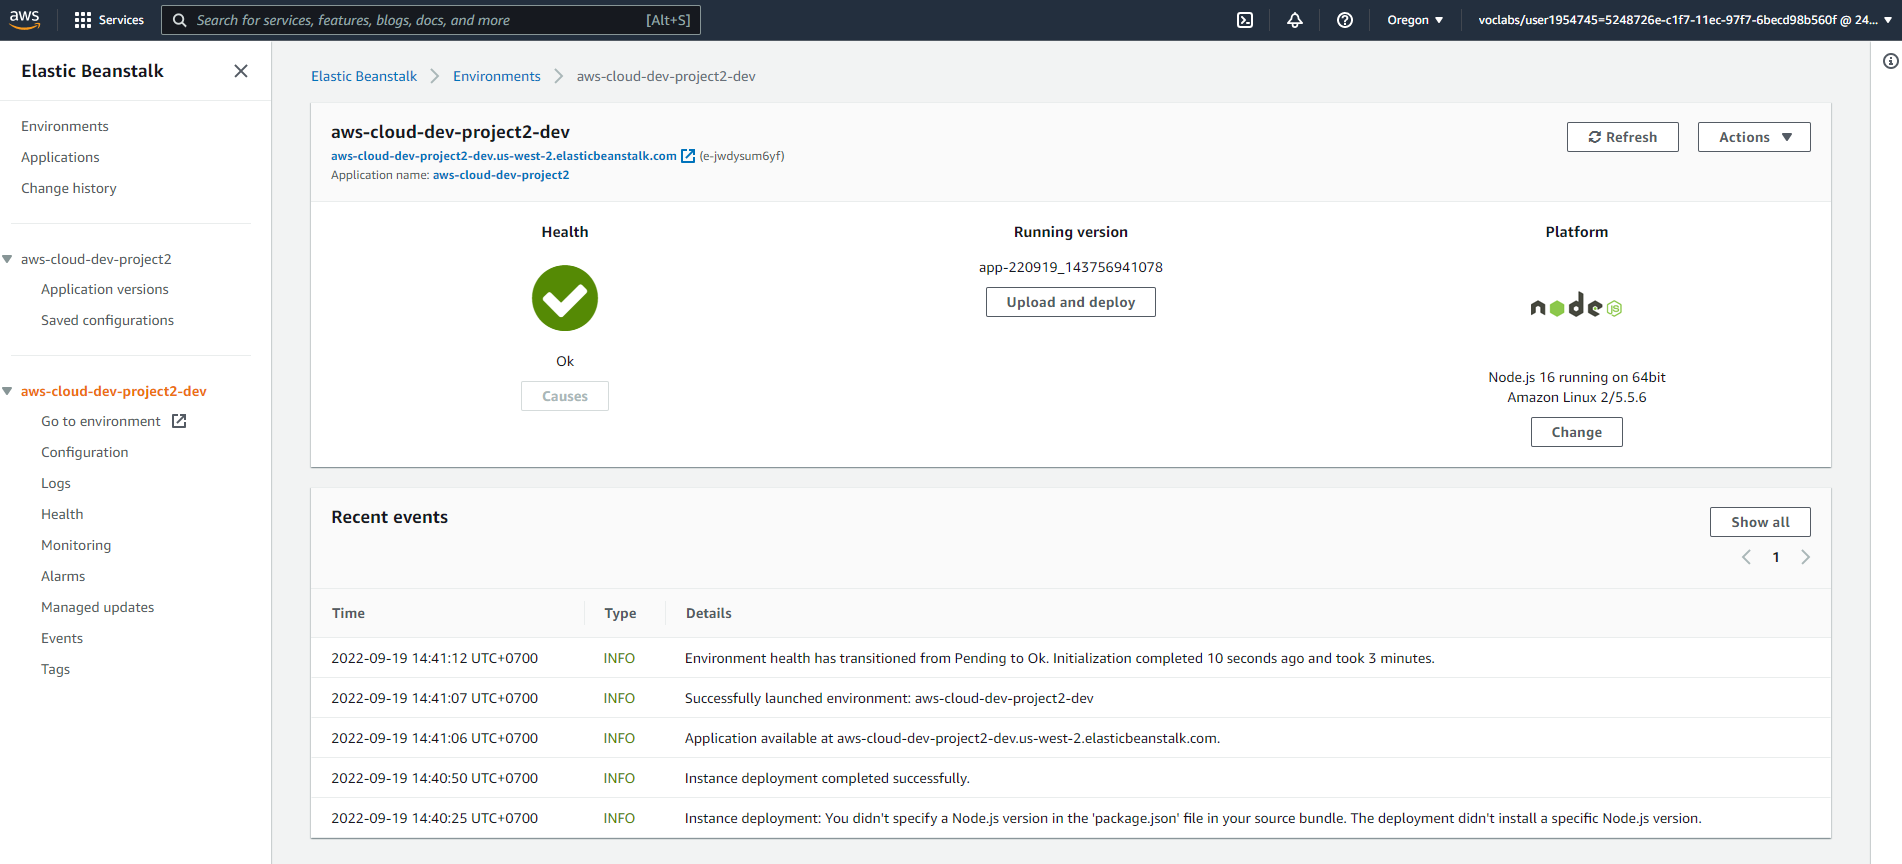 aws
Services
Search for services, features, blogs, docs, and more [Alt+S]
Oregon ▼
voclabs/user1954745=5248726e-c1f7-11ec-97f7-6becd98b560f @ 24... ▼
Elastic Beanstalk
Environments
Applications
Change history
aws-cloud-dev-project2
Application versions
Saved configurations
aws-cloud-dev-project2-dev
Go to environment
Configuration
Logs
Health
Monitoring
Alarms
Managed updates
Events
Tags
Elastic Beanstalk > Environments > aws-cloud-dev-project2-dev
aws-cloud-dev-project2-dev
aws-cloud-dev-project2-dev.us-west-2.elasticbeanstalk.com (e-jwdysum6yf)
Application name: aws-cloud-dev-project2
Refresh
Actions ▼
Health
Ok
Causes
Running version
app-220919_143756941078
Upload and deploy
Platform
node JS
Node.js 16 running on 64bit
Amazon Linux 2/5.5.6
Change
Recent events
Show all
< 1 >
Time Type Details
2022-09-19 14:41:12 UTC+0700 INFO Environment health has transitioned from Pending to Ok. Initialization completed 10 seconds ago and took 3 minutes.
2022-09-19 14:41:07 UTC+0700 INFO Successfully launched environment: aws-cloud-dev-project2-dev
2022-09-19 14:41:06 UTC+0700 INFO Application available at aws-cloud-dev-project2-dev.us-west-2.elasticbeanstalk.com.
2022-09-19 14:40:50 UTC+0700 INFO Instance deployment completed successfully.
2022-09-19 14:40:25 UTC+0700 INFO Instance deployment: You didn't specify a Node.js version in the 'package.json' file in your source bundle. The deployment didn't install a specific Node.js version.